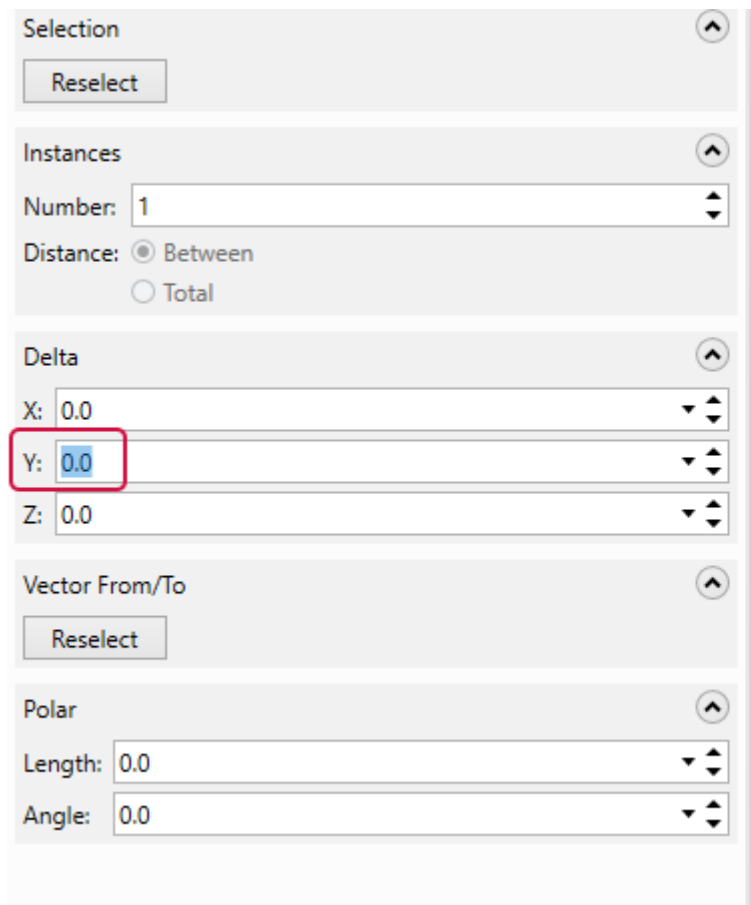 Selection
Reselect
Instances
Number: 1
Distance: Between
Total
Delta
X: 0.0
Y: 0.0
Z: 0.0
Vector From/To
Reselect
Polar
Length: 0.0
Angle: 0.0